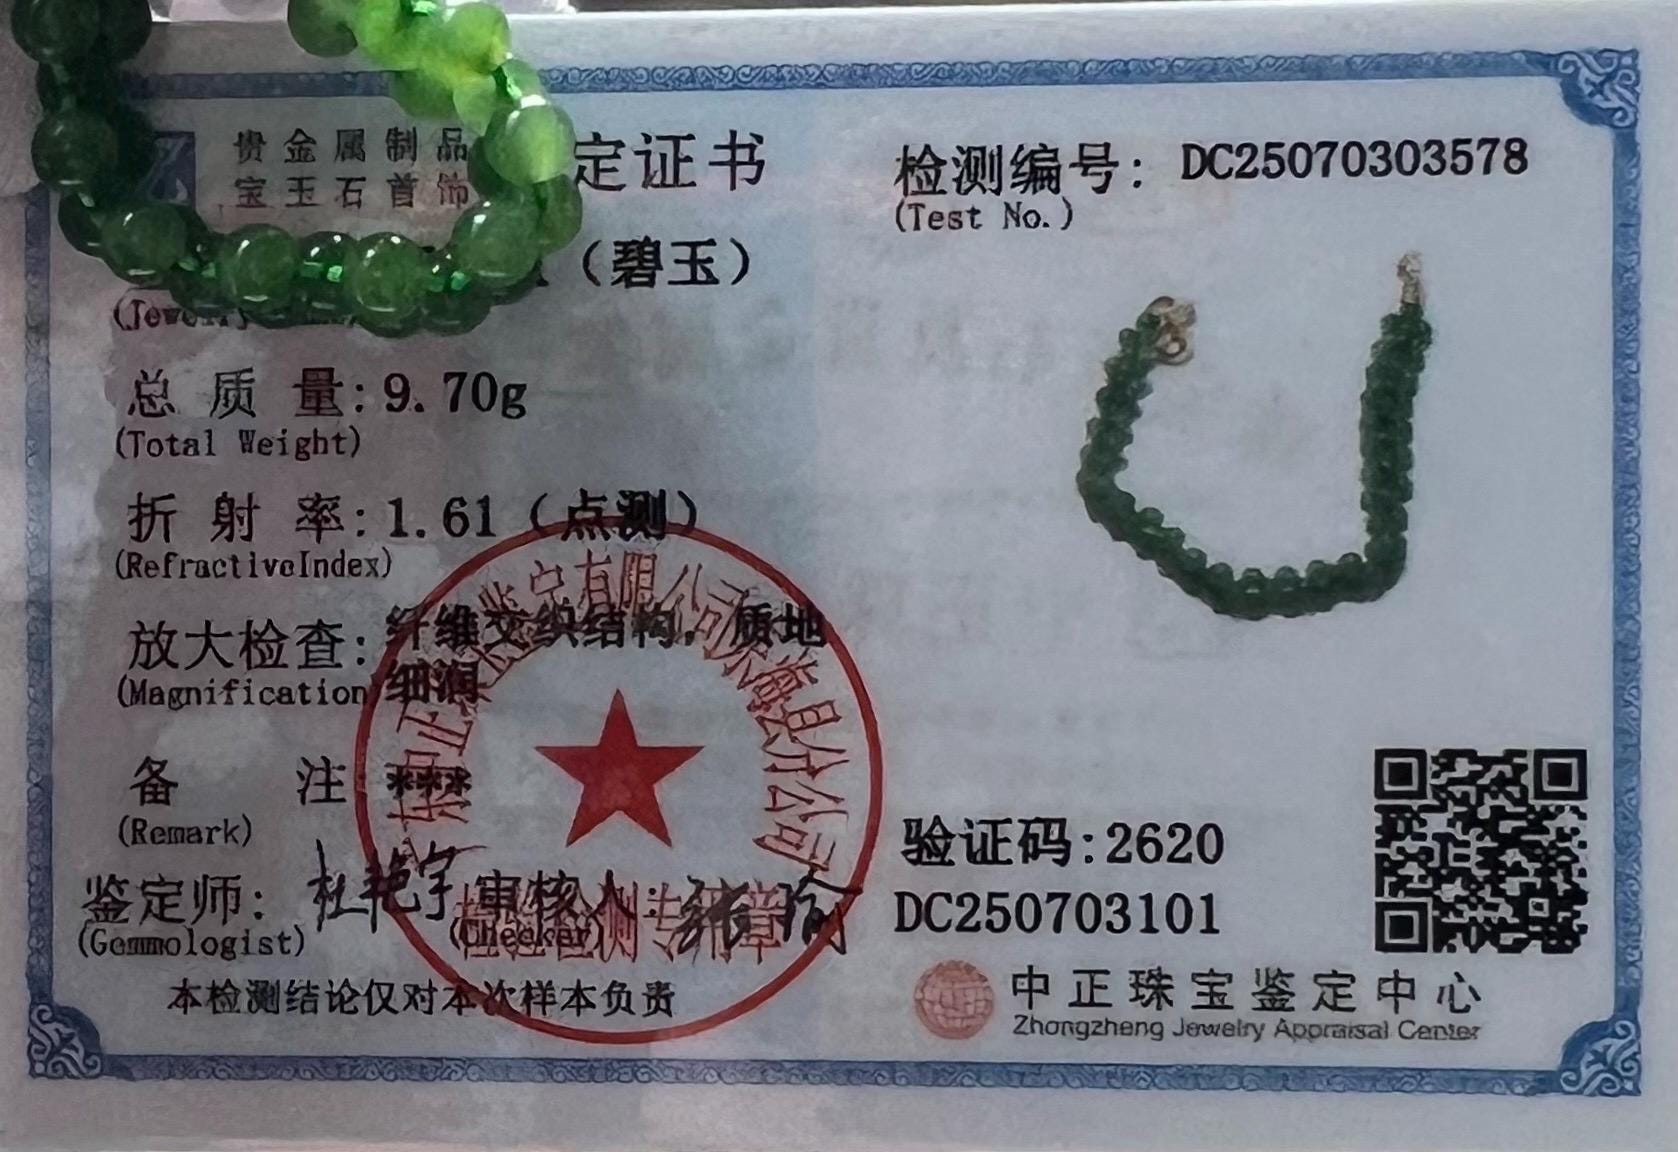 贵金属制品
宝玉石首饰
定证书
（碧玉）
总质量:9.70g
(Total Weight)
折射率:1.61（点测）
(RefractiveIndex)
放大检查:纤维交织结构，质地
细润
(Magnification
备注 ***
(Remark)
鉴定师: 杜艳宇 审核人:
(Gemmologist) (Checker)
本检测结论仅对本次样本负责
检测编号: DC25070303578
(Test No.)
验证码:2620
DC250703101
中正珠宝鉴定中心
Zhongzheng Jewelry Appraisal Center